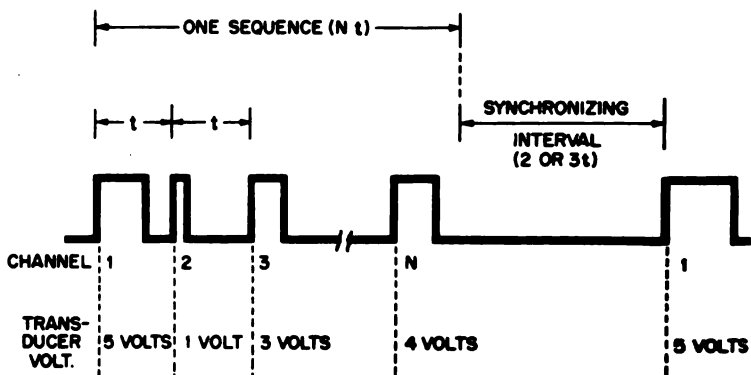 ONE SEQUENCE (N t)
SYNCHRONIZING
INTERVAL
(2 OR 3t)
t t
CHANNEL 1 2 3 N 1
TRANS-
DUCER
VOLT.
5 VOLTS 1 VOLT 3 VOLTS 4 VOLTS 5 VOLTS